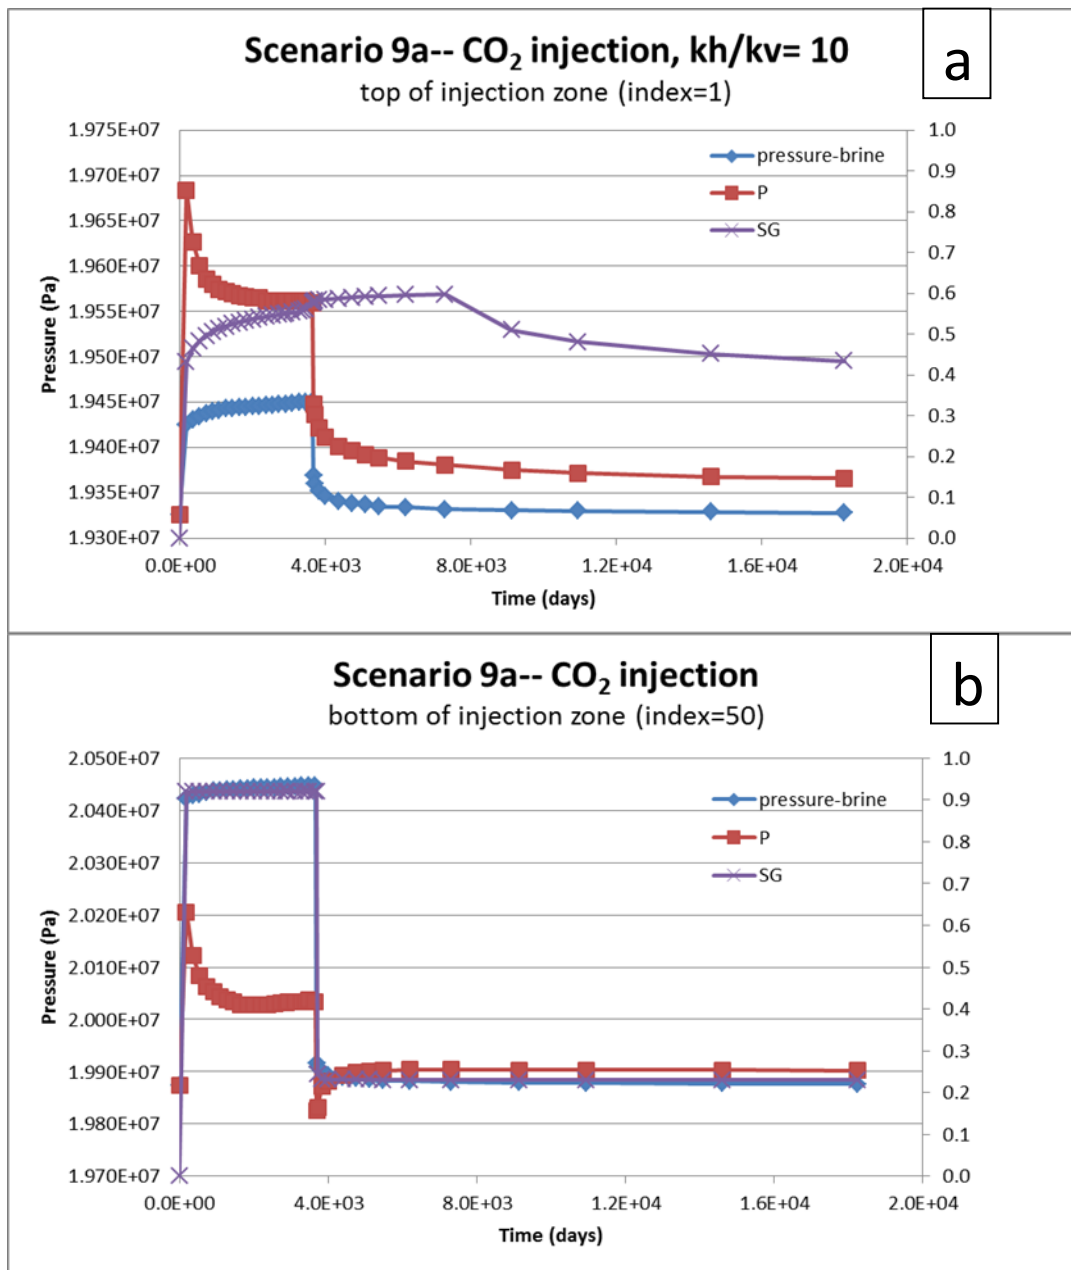 Scenario 9a-- CO₂ injection, kh/kv= 10
a
top of injection zone (index=1)
1.975E+07
1.970E+07
1.965E+07
1.960E+07
1.955E+07
1.950E+07
1.945E+07
1.940E+07
1.935E+07
1.930E+07
Pressure (Pa)
pressure-brine
P
SG
1.0
0.9
0.8
0.7
0.6
0.5
0.4
0.3
0.2
0.1
0.0
0.0E+00 4.0E+03 8.0E+03 1.2E+04 1.6E+04 2.0E+04
Time (days)
Scenario 9a-- CO₂ injection
b
bottom of injection zone (index=50)
2.050E+07
2.040E+07
2.030E+07
2.020E+07
2.010E+07
2.000E+07
1.990E+07
1.980E+07
1.970E+07
Pressure (Pa)
pressure-brine
P
SG
1.0
0.9
0.8
0.7
0.6
0.5
0.4
0.3
0.2
0.1
0.0
0.0E+00 4.0E+03 8.0E+03 1.2E+04 1.6E+04 2.0E+04
Time (days)